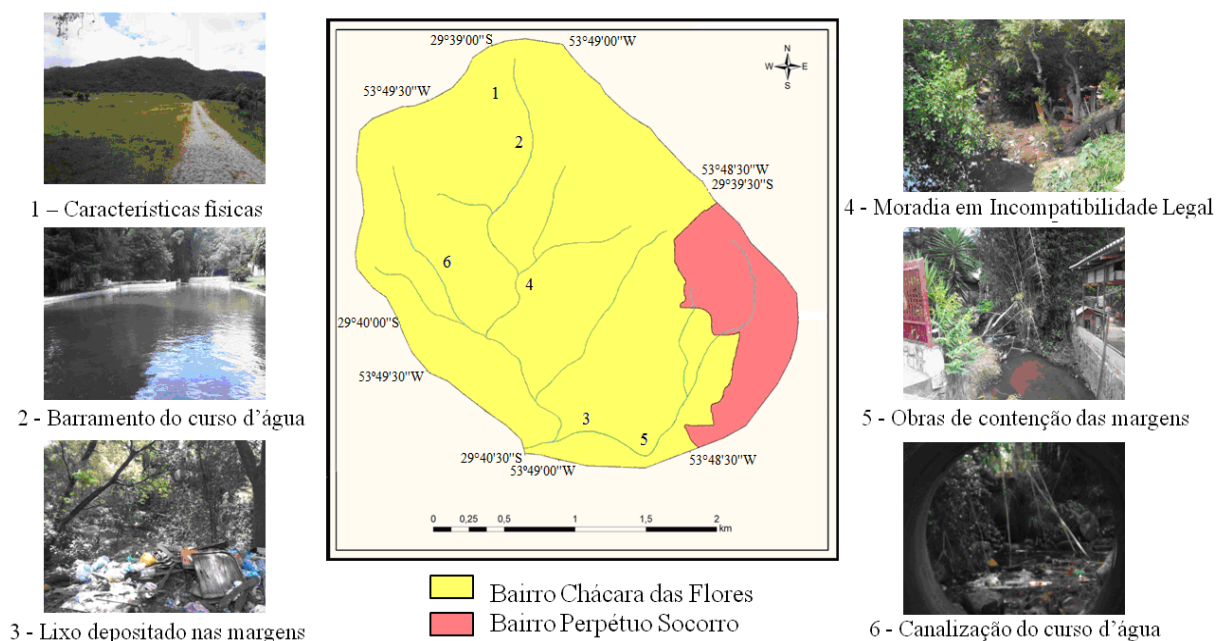 1 – Características físicas
2 - Barramento do curso d'água
3 - Lixo depositado nas margens
29°39'00"S
53°49'00"W
N
W
E
S
53°49'30"W
1
2
53°48'30"W
29°39'30"S
6
4
29°40'00"S
53º49'30"W
3
5
29°40'30"S
53°49'00"W
53°48'30"W
0 0,25 0,5 1 1,5 2
km
Bairro Chácara das Flores
Bairro Perpétuo Socorro
4 - Moradia em Incompatibilidade Legal
5 - Obras de contenção das margens
6 - Canalização do curso d'água